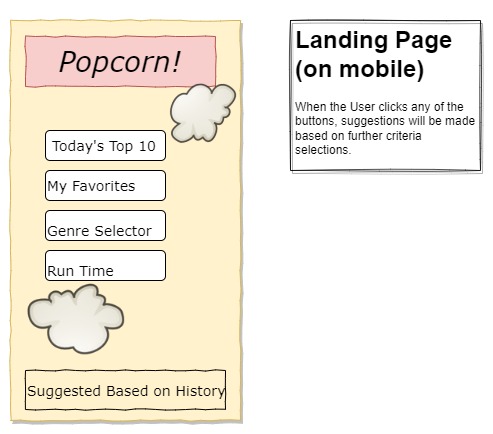 Popcorn!
Today's Top 10
My Favorites
Genre Selector
Run Time
Suggested Based on History
Landing Page
(on mobile)
When the User clicks any of the
buttons, suggestions will be made
based on further criteria
selections.